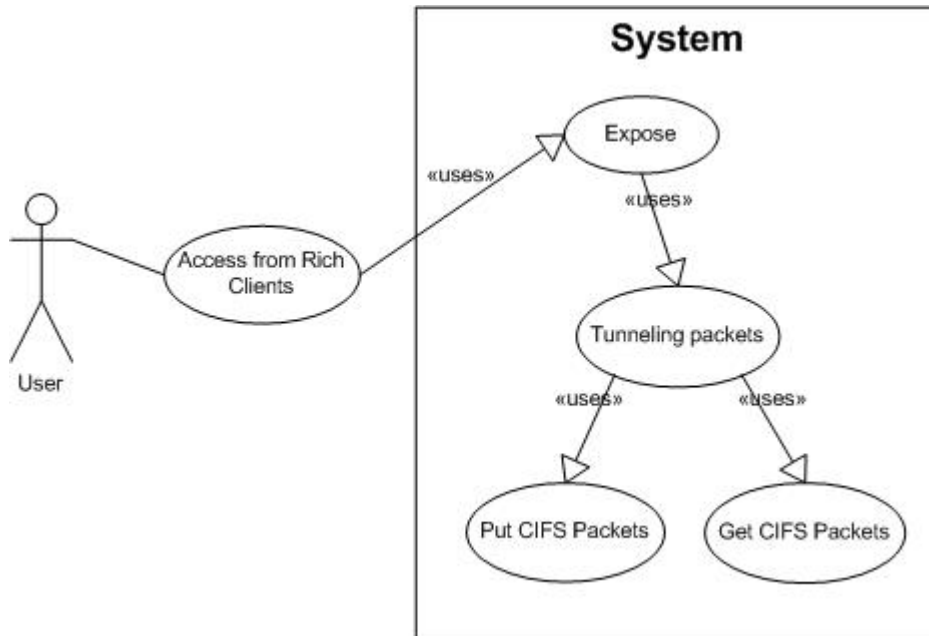 System
Expose
«uses»
«uses»
Access from Rich
Clients
Tunneling packets
User
«uses»
«uses»
Put CIFS Packets
Get CIFS Packets